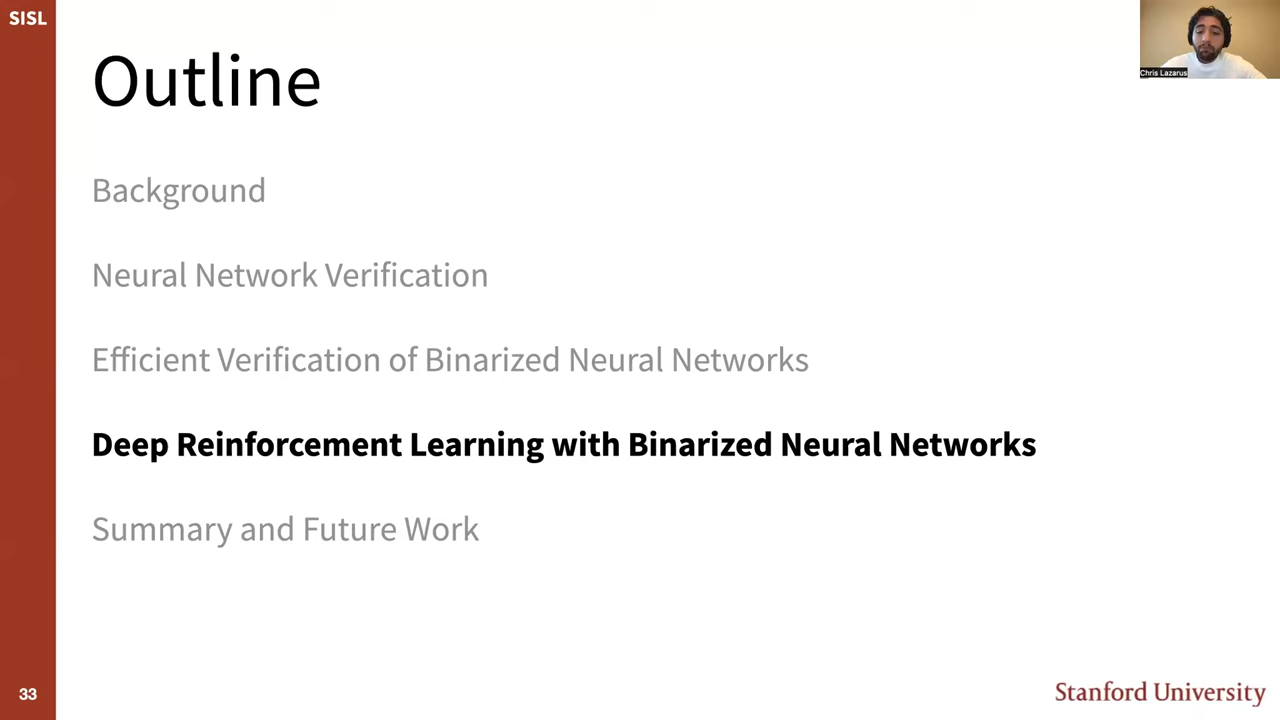 SISL
Outline
Chris Lazarus
Background
Neural Network Verification
Efficient Verification of Binarized Neural Networks
Deep Reinforcement Learning with Binarized Neural Networks
Summary and Future Work
33
Stanford University